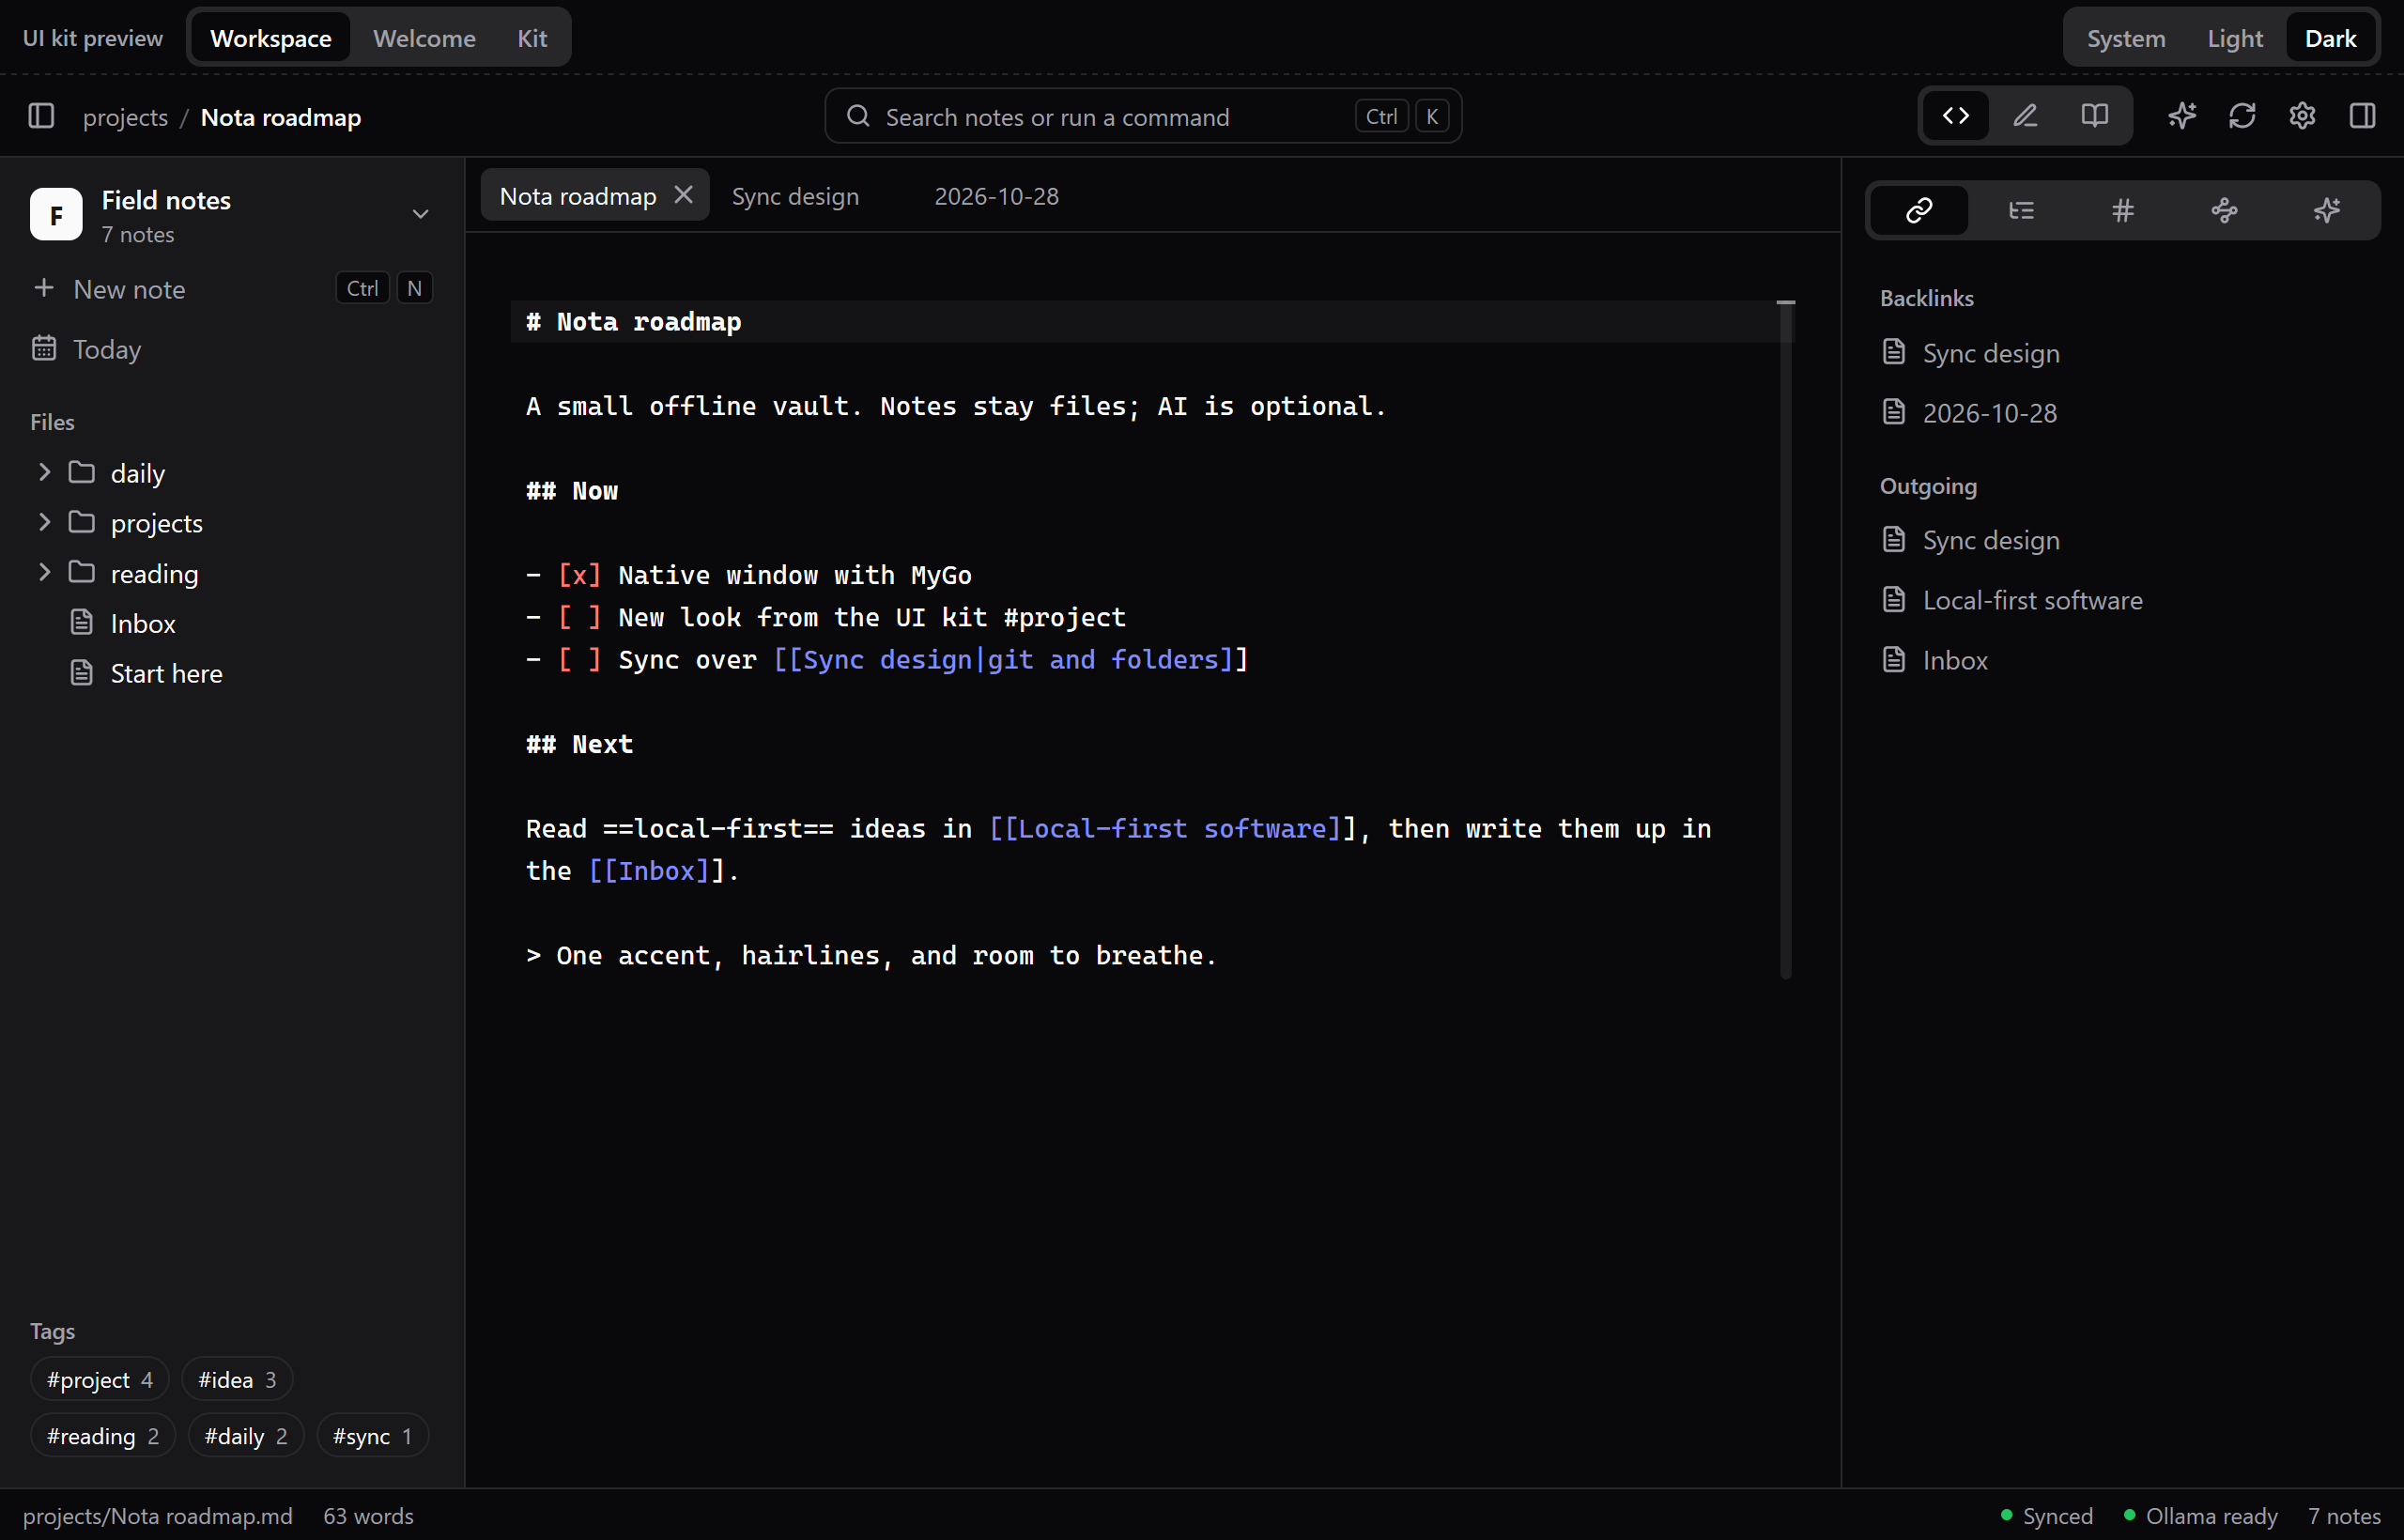 UI kit preview Workspace Welcome Kit System Light Dark
projects / Nota roadmap Search notes or run a command Ctrl K
F Field notes
7 notes
New note Ctrl N
Today
Files
daily
projects
reading
Inbox
Start here
Tags
#project 4 #idea 3
#reading 2 #daily 2 #sync 1
Nota roadmap Sync design 2026-10-28
# Nota roadmap
A small offline vault. Notes stay files; AI is optional.
## Now
- [x] Native window with MyGo
- [ ] New look from the UI kit #project
- [ ] Sync over [[Sync design|git and folders]]
## Next
Read ==local-first== ideas in [[Local-first software]], then write them up in
the [[Inbox]].
> One accent, hairlines, and room to breathe.
Backlinks
Sync design
2026-10-28
Outgoing
Sync design
Local-first software
Inbox
projects/Nota roadmap.md 63 words Synced Ollama ready 7 notes